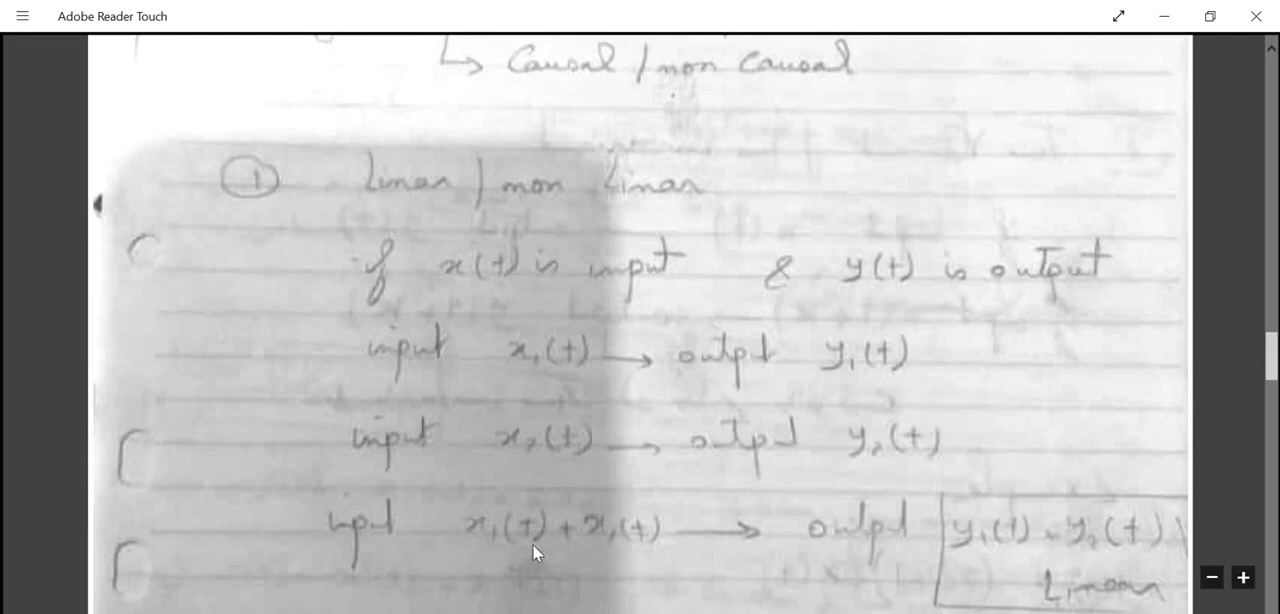 Adobe Reader Touch
↳ Causal / non Causal
① Linear / non Linear
if x(t) is input & y(t) is output
input x₁(t) → output y₁(t)
input x₂(t) → output y₂(t)
input x₁(t) + x₁(t) → output y₁(t) - y₂(t)
Linear